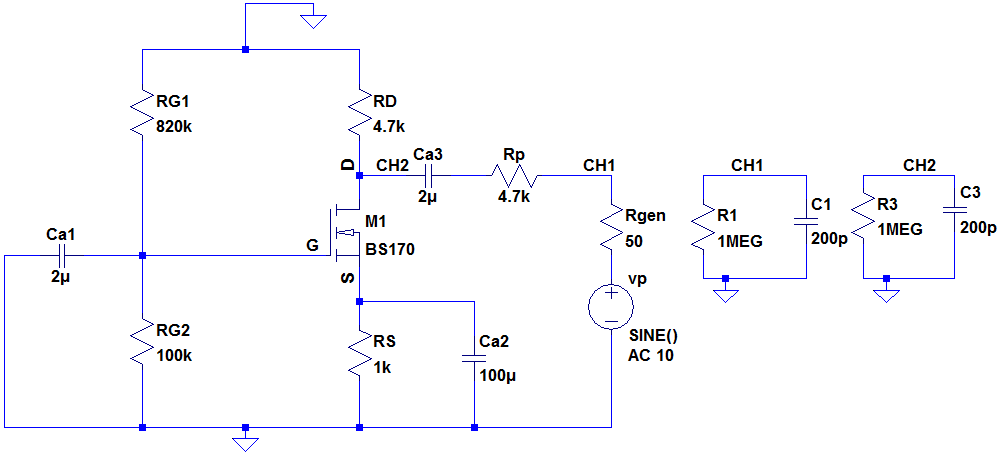 RG1
820k
RD
4.7k
D
CH2
Ca3
2µ
Rp
4.7k
CH1
Rgen
50
vp
SINE()
AC 10
M1
BS170
G
S
Ca1
2µ
RG2
100k
RS
1k
Ca2
100µ
CH1
R1
1MEG
C1
200p
CH2
R3
1MEG
C3
200p